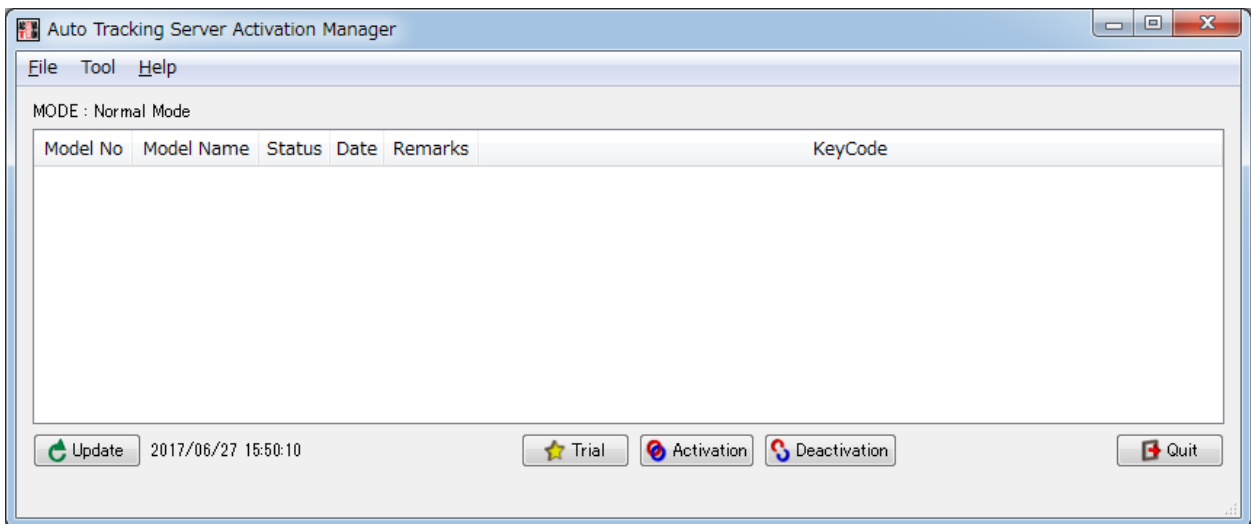 Auto Tracking Server Activation Manager
File Tool Help
MODE : Normal Mode
Model No Model Name Status Date Remarks KeyCode
Update 2017/06/27 15:50:10 Trial Activation Deactivation Quit